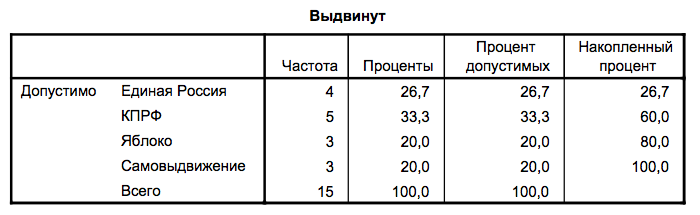 Выдвинут
Частота Проценты Процент допустимых Накопленный процент
Допустимо Единая Россия 4 26,7 26,7 26,7
КПРФ 5 33,3 33,3 60,0
Яблоко 3 20,0 20,0 80,0
Самовыдвижение 3 20,0 20,0 100,0
Всего 15 100,0 100,0